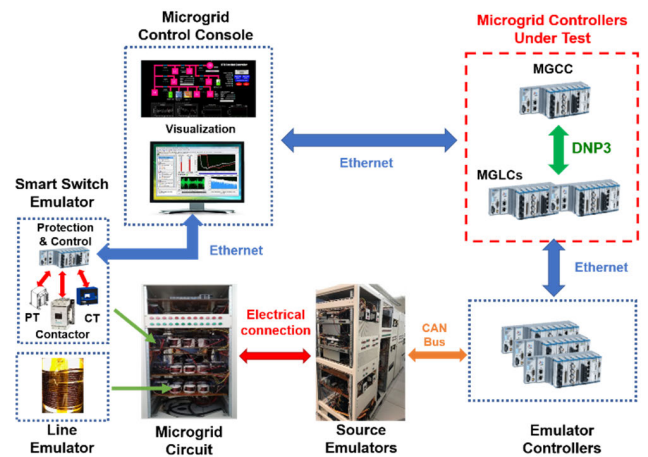 Microgrid
Control Console
Visualization
Microgrid Controllers
Under Test
MGCC
DNP3
MGLCs
Ethernet
Smart Switch
Emulator
Protection
& Control
PT
CT
Contactor
Ethernet
Ethernet
Electrical
connection
CAN
Bus
Line
Emulator
Microgrid
Circuit
Source
Emulators
Emulator
Controllers